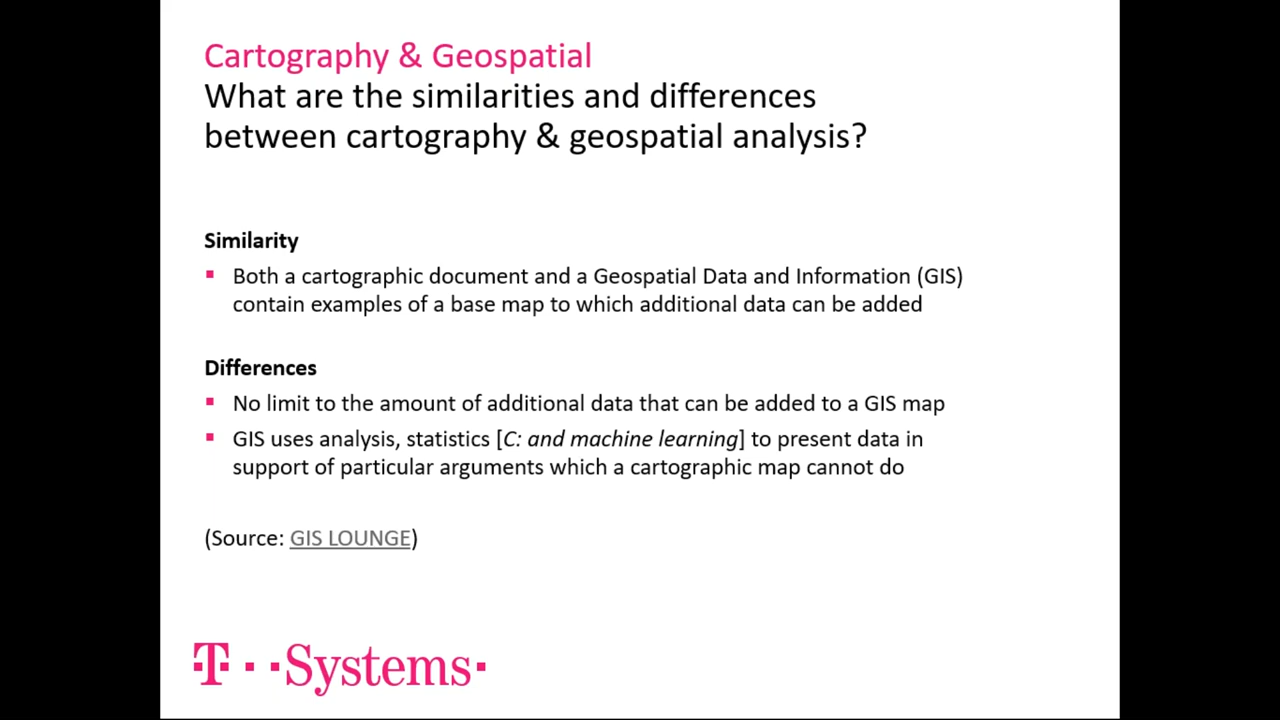 Cartography & Geospatial
What are the similarities and differences
between cartography & geospatial analysis?
Similarity
▪ Both a cartographic document and a Geospatial Data and Information (GIS)
contain examples of a base map to which additional data can be added
Differences
▪ No limit to the amount of additional data that can be added to a GIS map
▪ GIS uses analysis, statistics [C: and machine learning] to present data in
support of particular arguments which a cartographic map cannot do
(Source: GIS LOUNGE)
T · · Systems ·